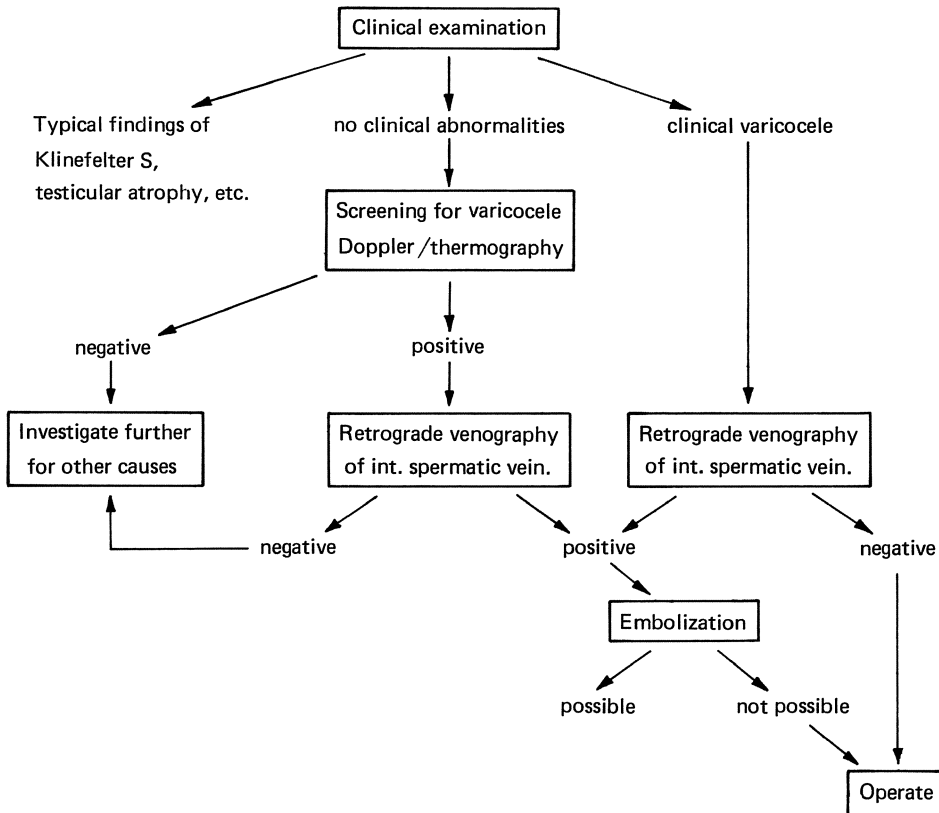 Clinical examination
Typical findings of
Klinefelter S,
testicular atrophy, etc.
no clinical abnormalities
clinical varicocele
Screening for varicocele
Doppler/thermography
negative
positive
Investigate further
for other causes
Retrograde venography
of int. spermatic vein.
Retrograde venography
of int. spermatic vein.
negative
positive
negative
Embolization
possible
not possible
Operate